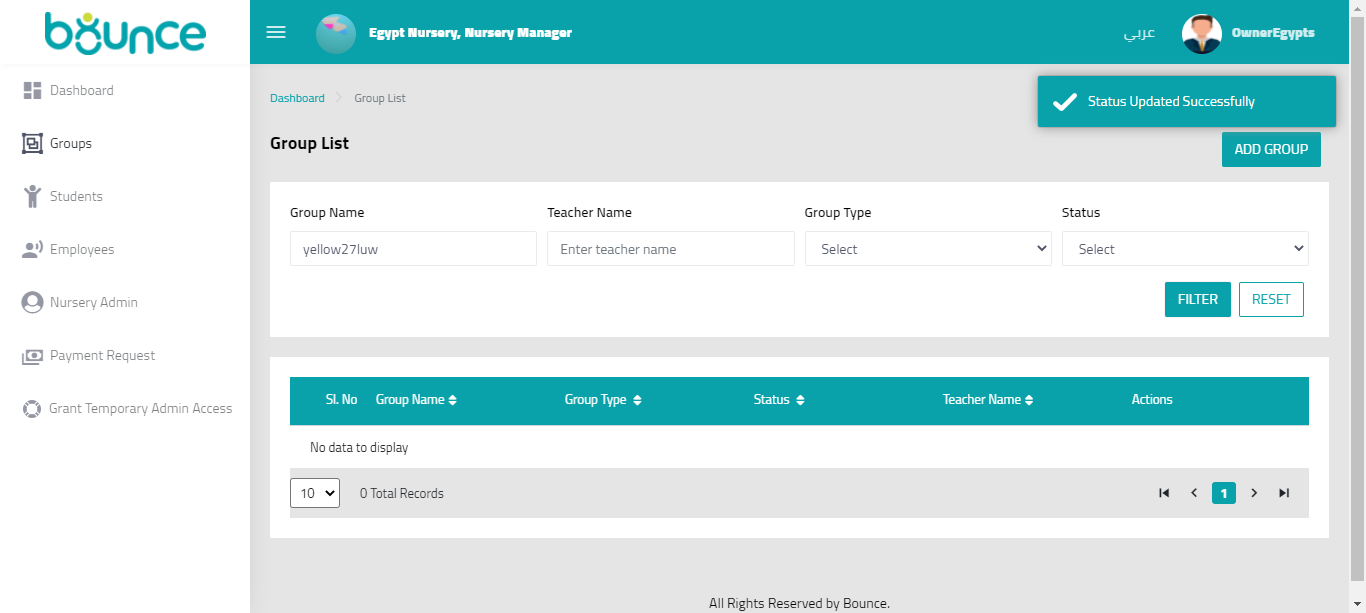 bounce
Egypt Nursery, Nursery Manager
عربي
OwnerEgypts
Dashboard
Groups
Students
Employees
Nursery Admin
Payment Request
Grant Temporary Admin Access
Dashboard
Group List
Status Updated Successfully
Group List
ADD GROUP
Group Name
Teacher Name
Group Type
Status
yellow27luw
Enter teacher name
Select
Select
FILTER
RESET
Sl. No
Group Name
Group Type
Status
Teacher Name
Actions
No data to display
10
0 Total Records
1
All Rights Reserved by Bounce.